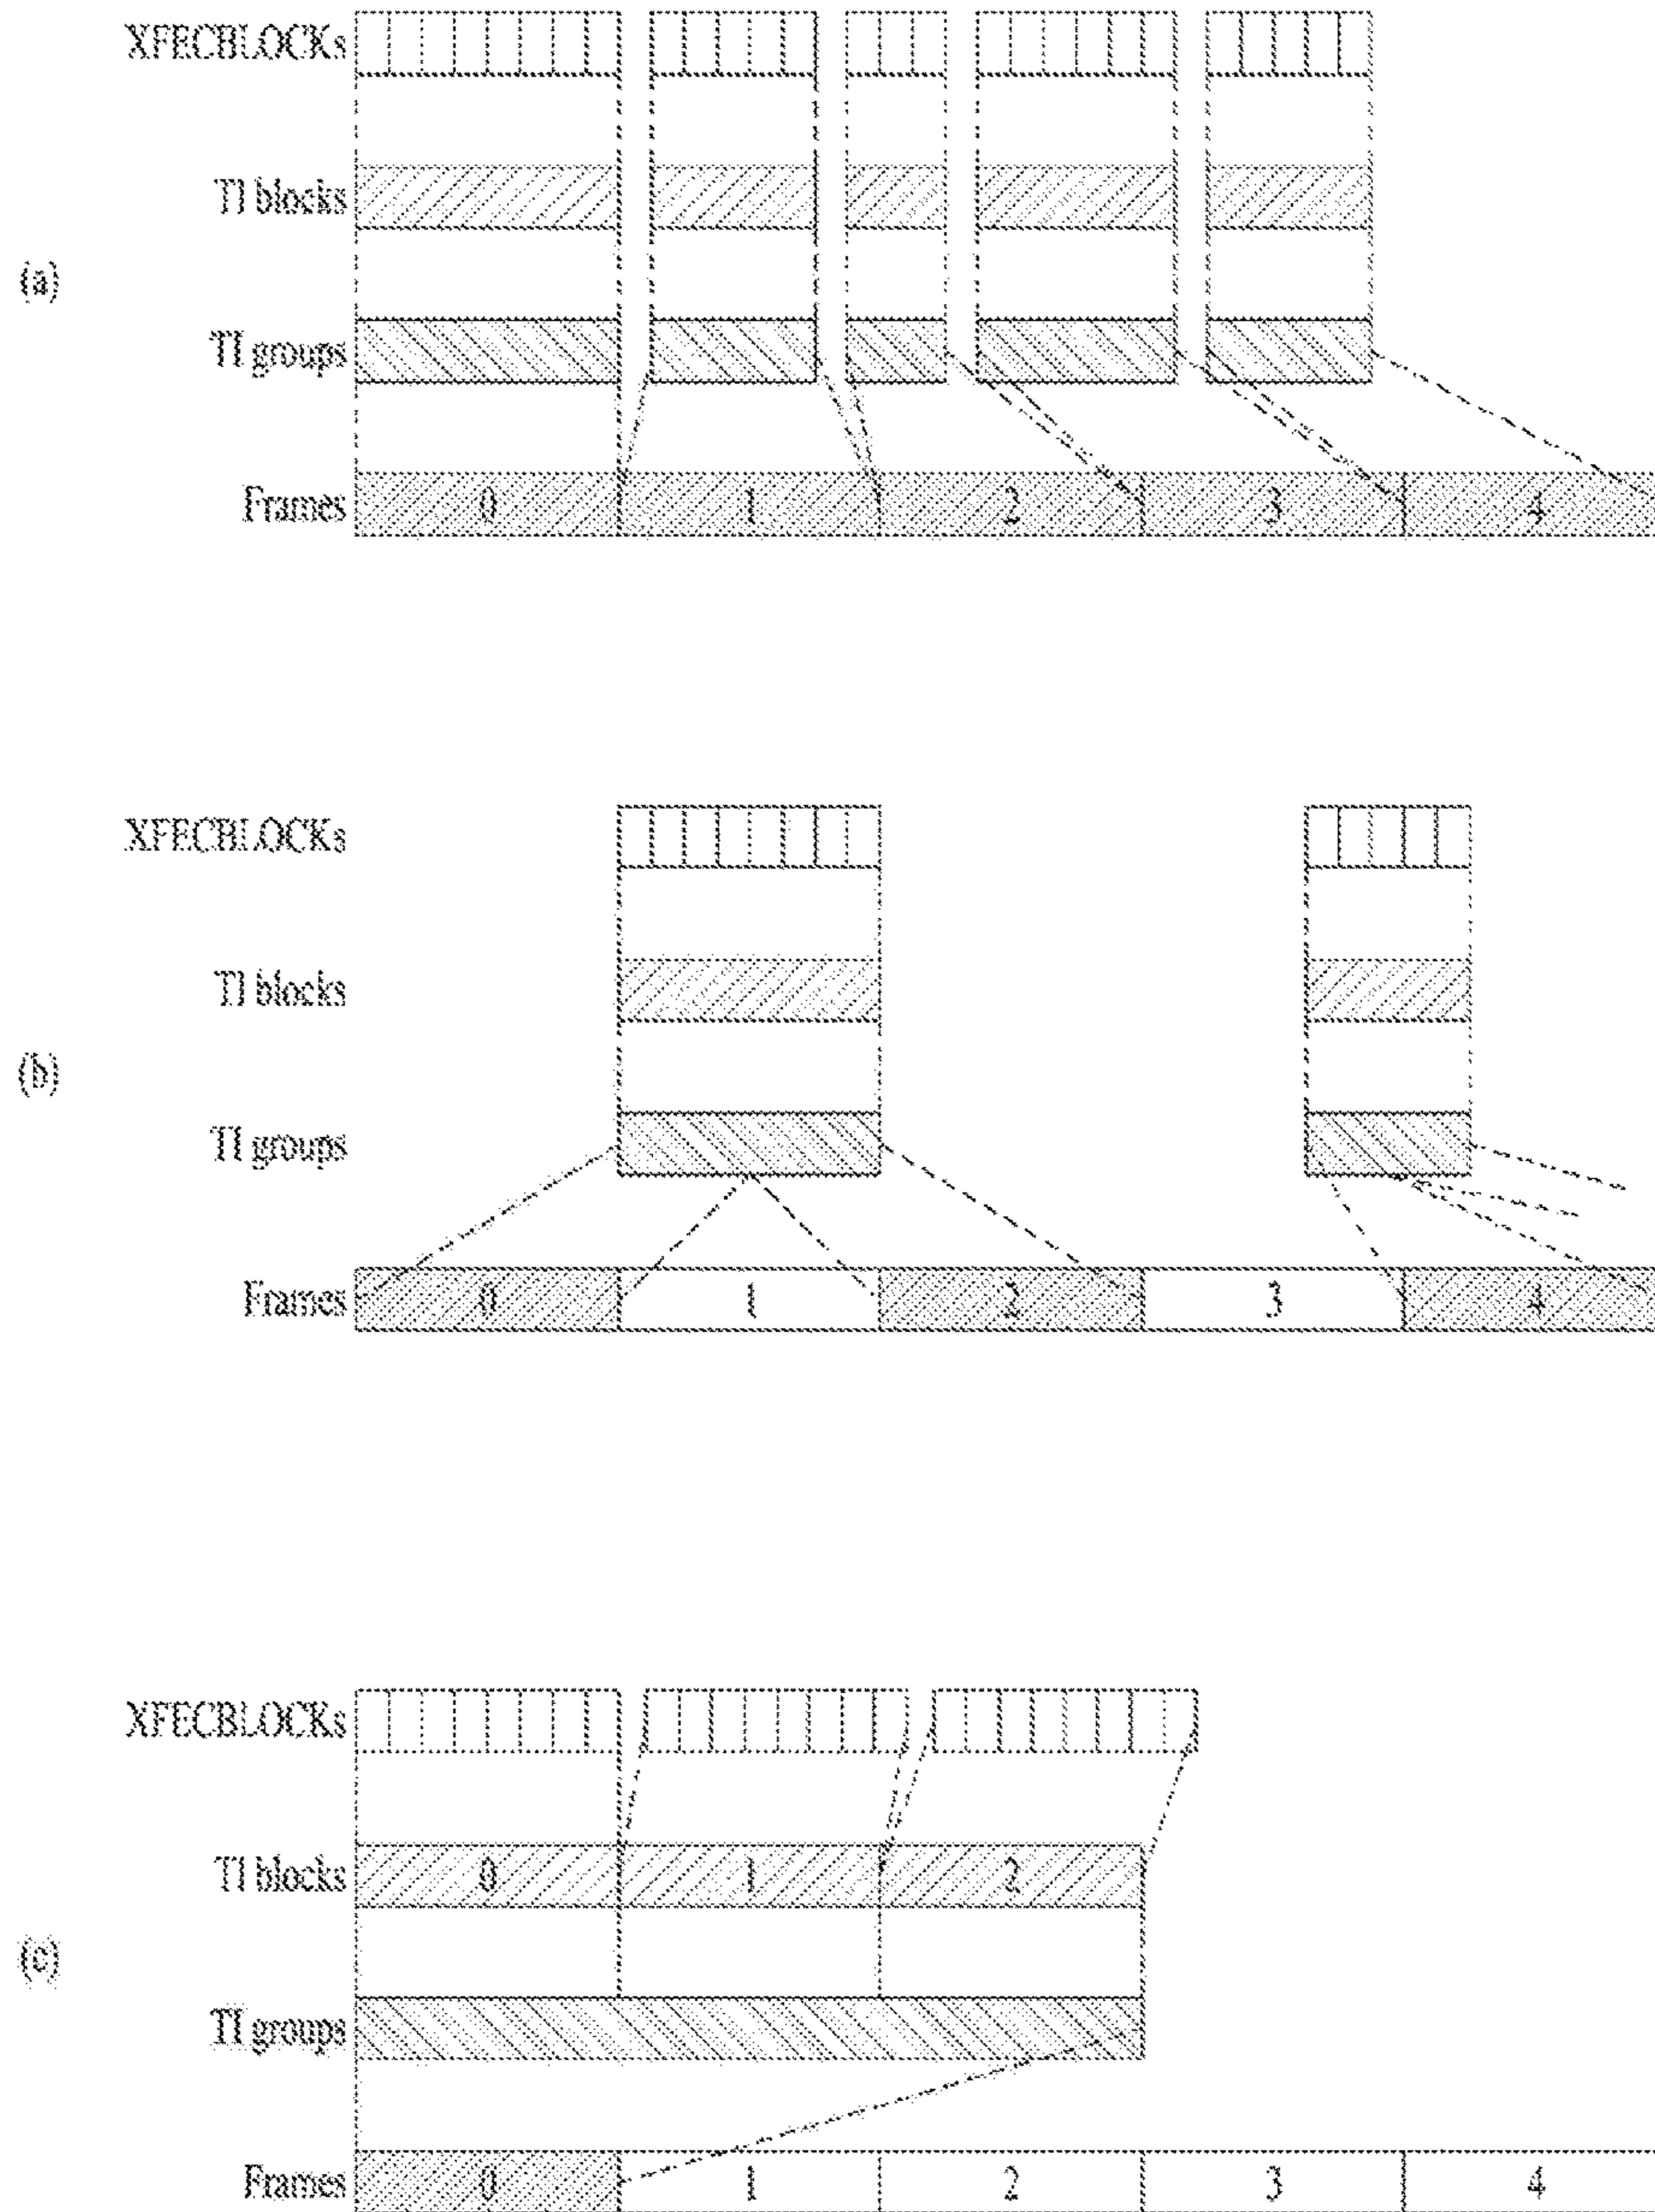 XFECBLOCKs
TI blocks
(a)
TI groups
Frames 0 1 2 3 4
XFECBLOCKs
TI blocks
(b)
TI groups
Frames 0 1 2 3 4
XFECBLOCKs
TI blocks 0 1 2
(c)
TI groups
Frames 0 1 2 3 4